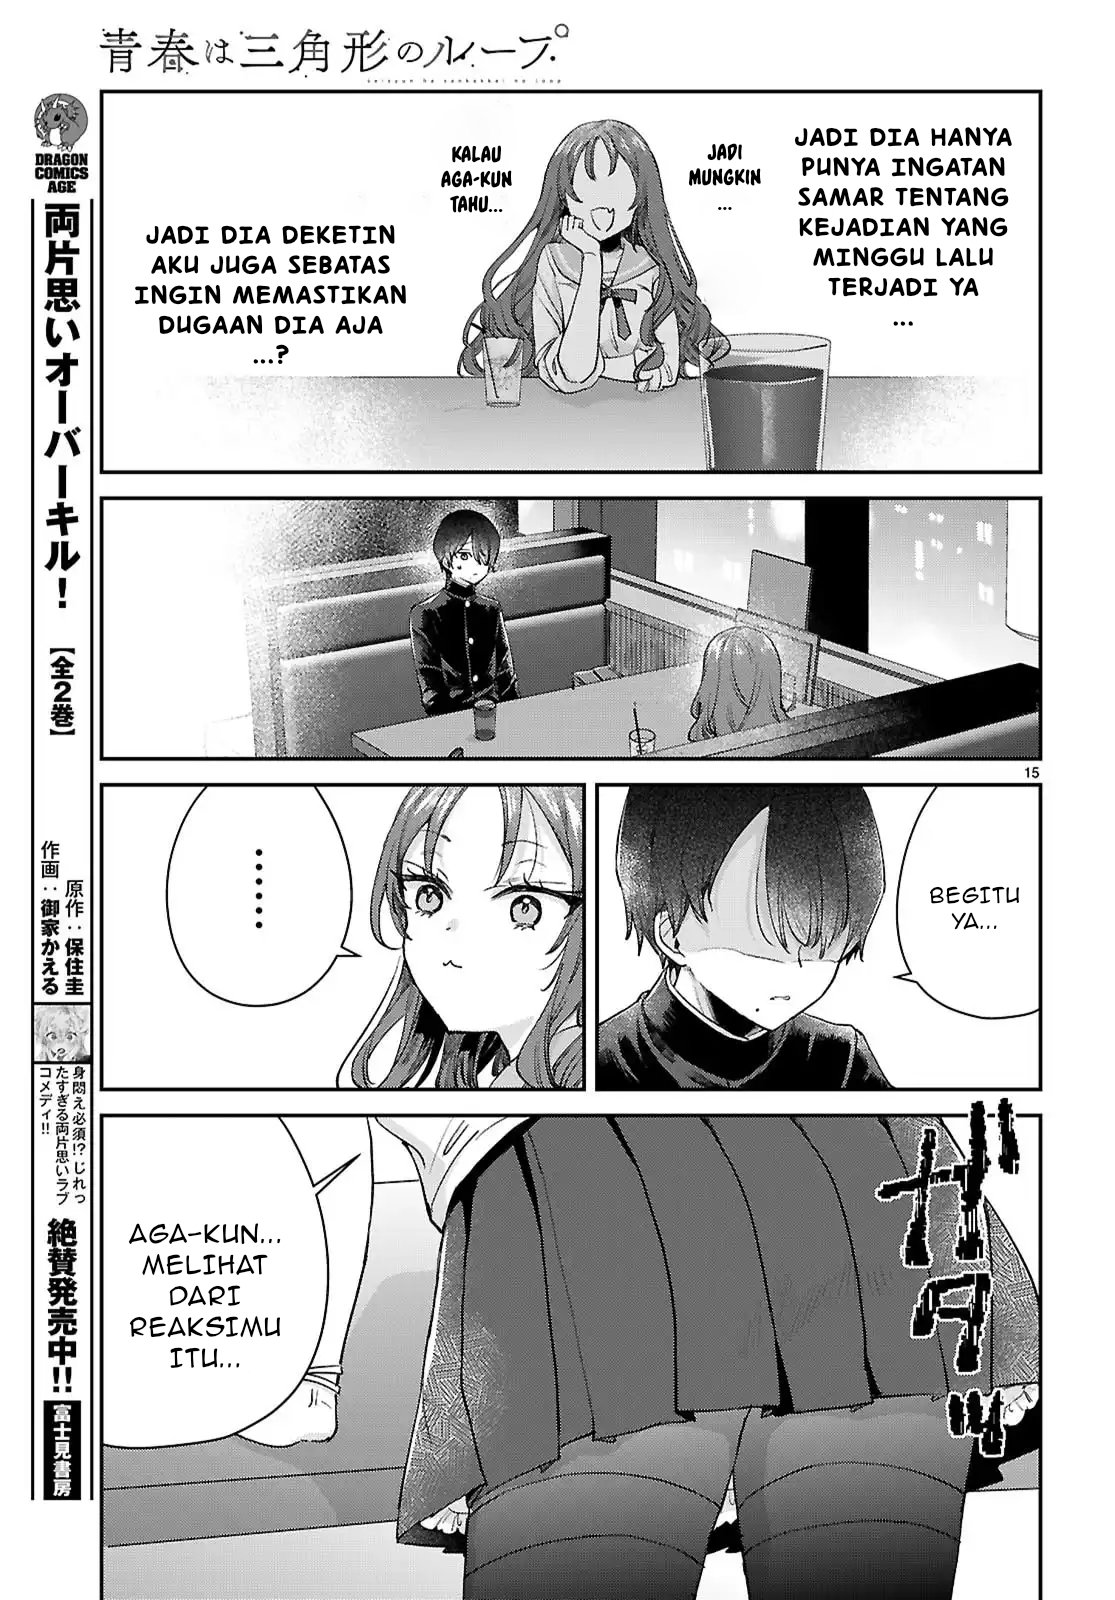 青春は三角形のループ
seisyun ha sankakkei no loop
JADI DIA HANYA
PUNYA INGATAN
SAMAR TENTANG
KEJADIAN YANG
MINGGU LALU
TERJADI YA
...
JADI
MUNGKIN
...
KALAU
AGA-KUN
TAHU...
JADI DIA DEKETIN
AKU JUGA SEBATAS
INGIN MEMASTIKAN
DUGAAN DIA AJA
...?
15
BEGITU
YA...
......
AGA-KUN...
MELIHAT
DARI
REAKSIMU
ITU...
ガタッ
DRAGON
COMICS
AGE
両片思いオーバーキル!
【全2巻】
原作:保住圭
作画:御家かえる
身悶え必須!?じれっ
たすぎる両片思いラブ
コメディ!!
絶賛発売中!!
富士見書房